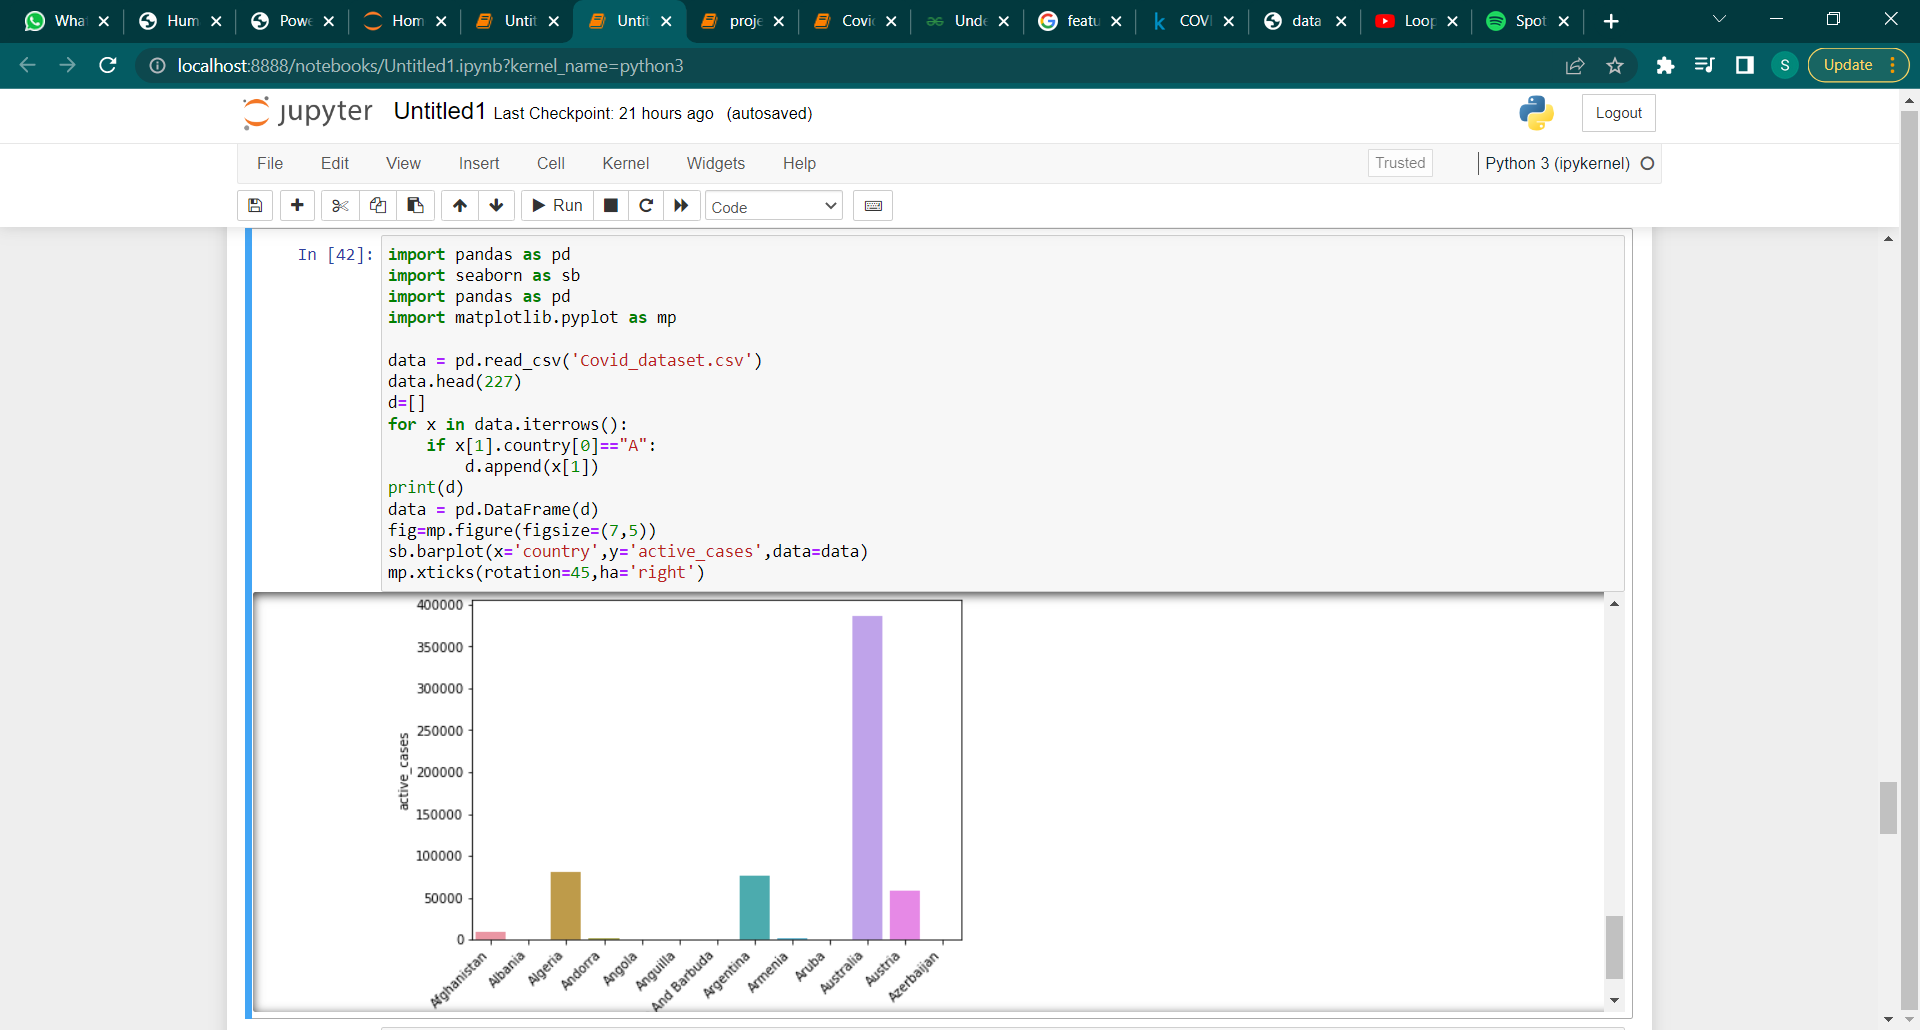 What
Hum
Powe
Hom
Untit
Untit
proje
Covid
Unde
featu
COVI
data
Loop
Spot
localhost:8888/notebooks/Untitled1.ipynb?kernel_name=python3
S
Update
jupyter Untitled1 Last Checkpoint: 21 hours ago (autosaved)
Logout
File Edit View Insert Cell Kernel Widgets Help
Trusted
Python 3 (ipykernel)
Run
Code
In [42]:
import pandas as pd
import seaborn as sb
import pandas as pd
import matplotlib.pyplot as mp
data = pd.read_csv('Covid_dataset.csv')
data.head(227)
d=[]
for x in data.iterrows():
    if x[1].country[0]=="A":
        d.append(x[1])
print(d)
data = pd.DataFrame(d)
fig=mp.figure(figsize=(7,5))
sb.barplot(x='country',y='active_cases',data=data)
mp.xticks(rotation=45,ha='right')
400000
350000
300000
250000
200000
150000
100000
50000
0
active_cases
Afghanistan
Albania
Algeria
Andorra
Angola
Anguilla
And Barbuda
Argentina
Armenia
Aruba
Australia
Austria
Azerbaijan